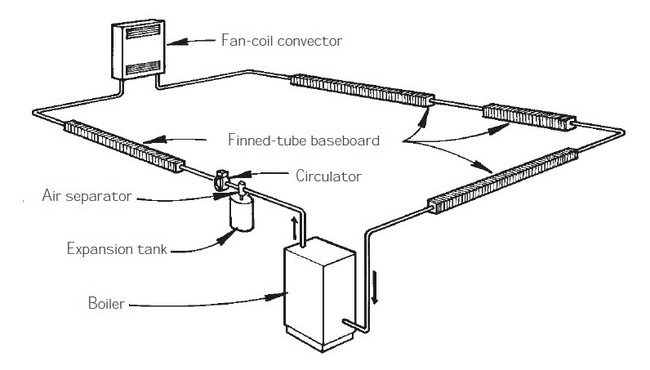 Fan-coil convector
Finned-tube baseboard
Circulator
Air separator
Expansion tank
Boiler